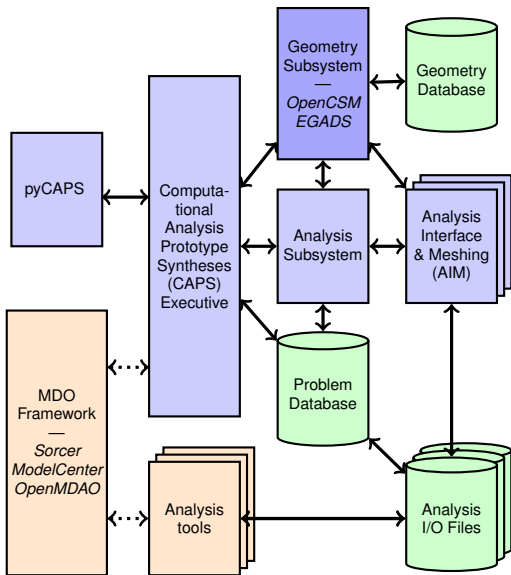 Geometry
Subsystem
—
OpenCSM
EGADS
Geometry
Database
pyCAPS
Computa-
tional
Analysis
Prototype
Syntheses
(CAPS)
Executive
Analysis
Subsystem
Analysis
Interface
& Meshing
(AIM)
MDO
Framework
—
Sorcer
ModelCenter
OpenMDAO
Problem
Database
Analysis
tools
Analysis
I/O Files